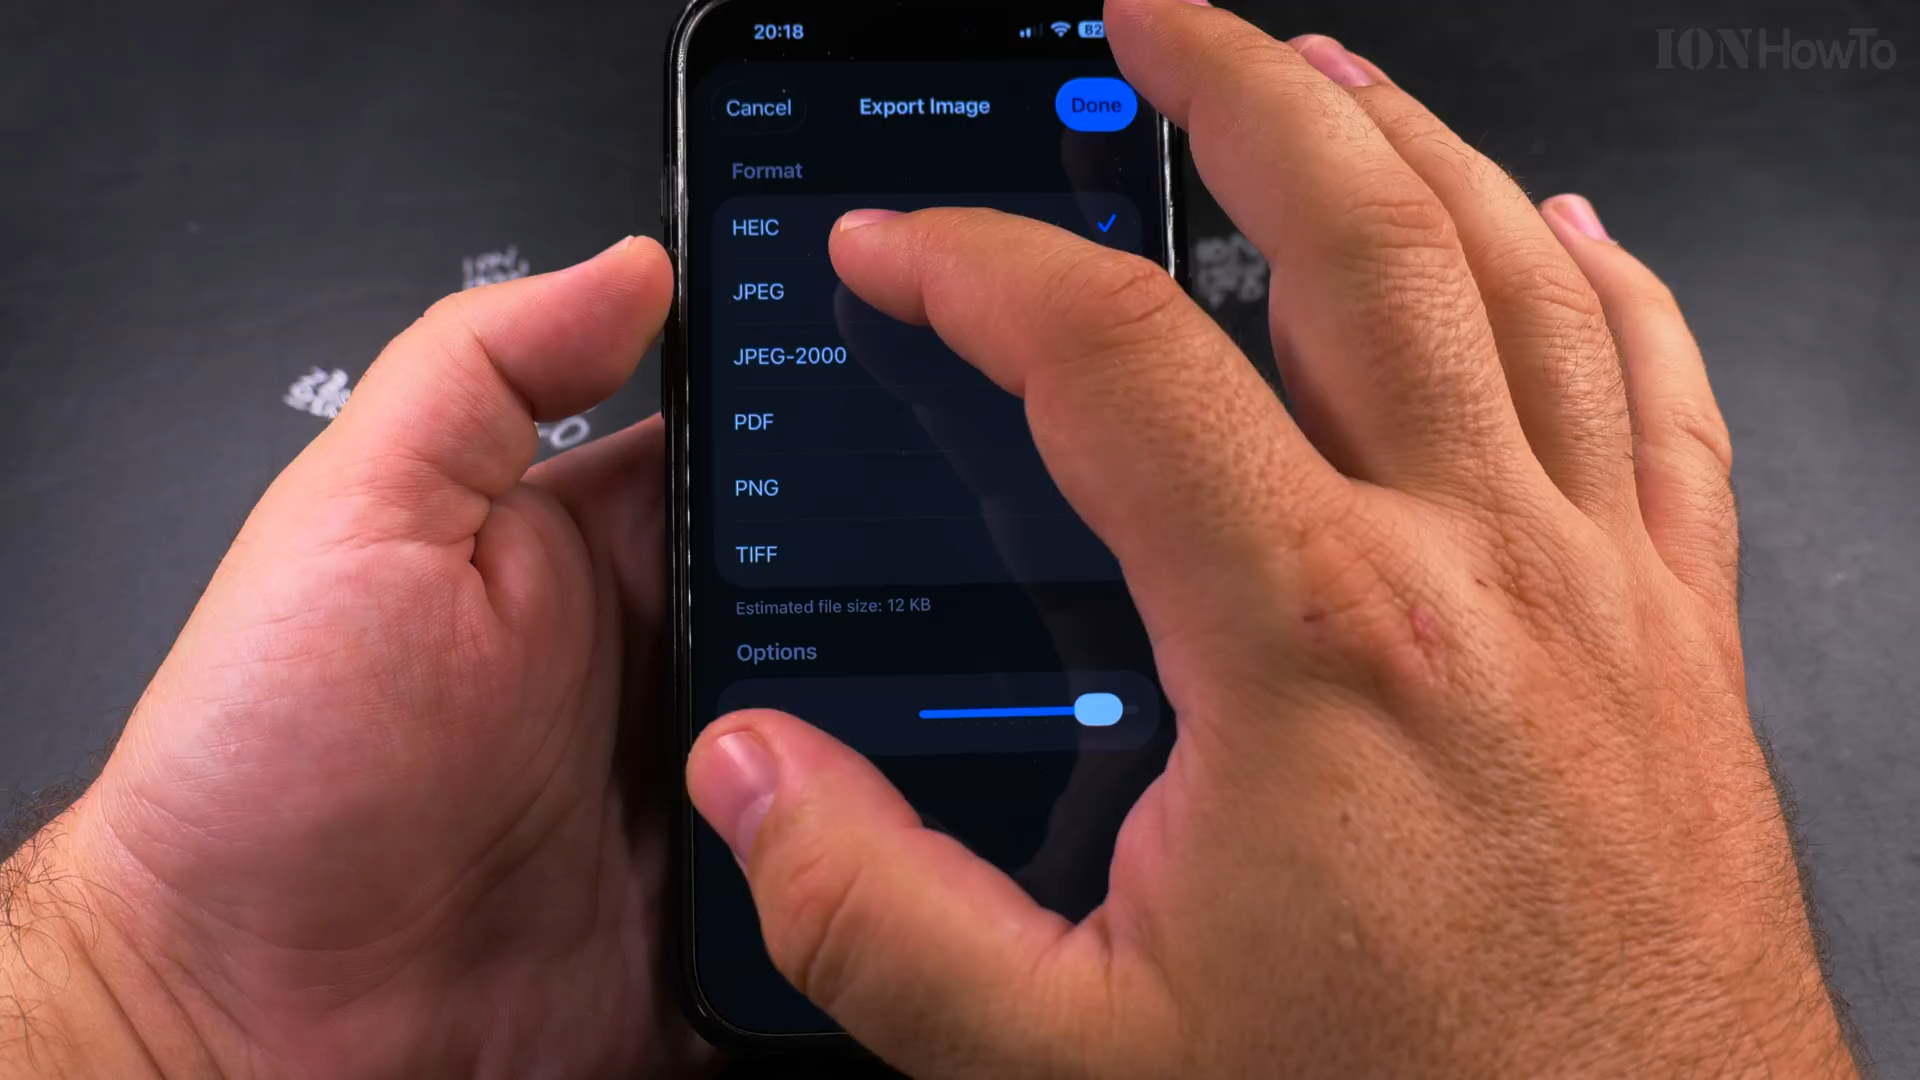 20:18
82
IONHowTo
Cancel
Export Image
Done
Format
HEIC
JPEG
JPEG-2000
PDF
PNG
TIFF
Estimated file size: 12 KB
Options